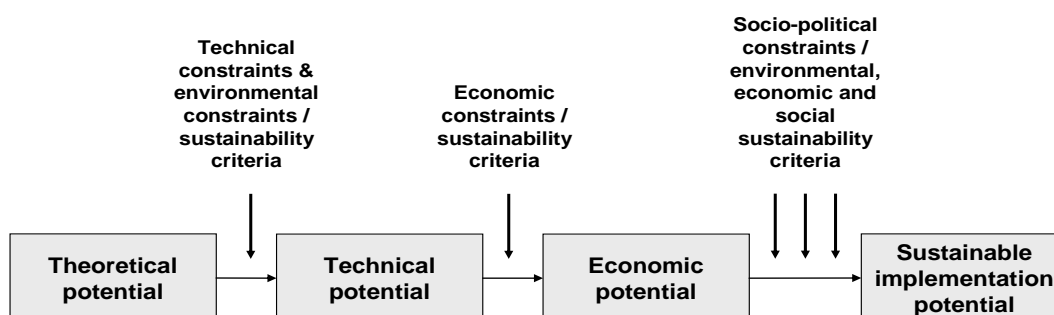 Technical
constraints &
environmental
constraints /
sustainability
criteria
Economic
constraints /
sustainability
criteria
Socio-political
constraints /
environmental,
economic and
social
sustainability
criteria
Theoretical
potential
Technical
potential
Economic
potential
Sustainable
implementation
potential